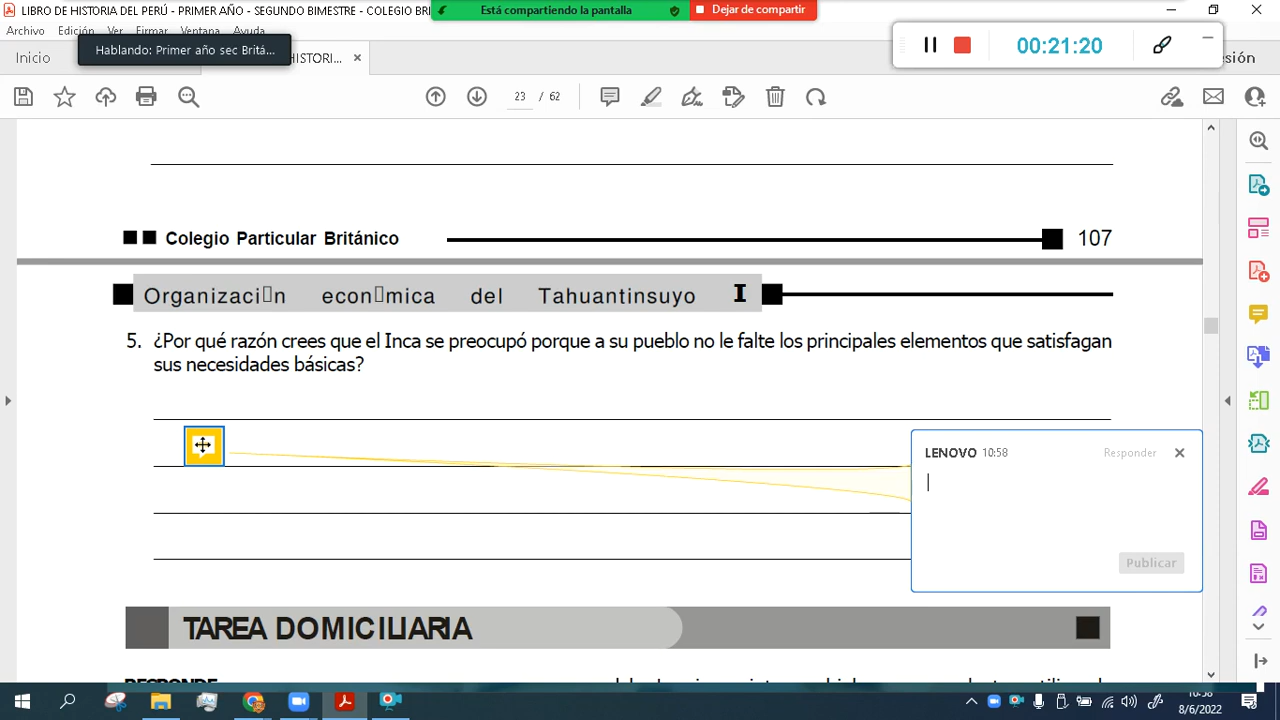 LIBRO DE HISTORIA DEL PERÚ - PRIMER AÑO - SEGUNDO BIMESTRE - COLEGIO BRI
Está compartiendo la pantalla
Dejar de compartir
Archivo Edición Ver Firmar Ventana Ayuda
Hablando: Primer año sec Britá...
00:21:20
Inicio
HISTORI...
sión
23 / 62
Colegio Particular Británico 107
Organizaci▯n econ▯mica del Tahuantinsuyo
5. ¿Por qué razón crees que el Inca se preocupó porque a su pueblo no le falte los principales elementos que satisfagan
sus necesidades básicas?
LENOVO 10:58 Responder
Publicar
TAREA DOMICILIARIA
RESPONDE
10:58
8/6/2022